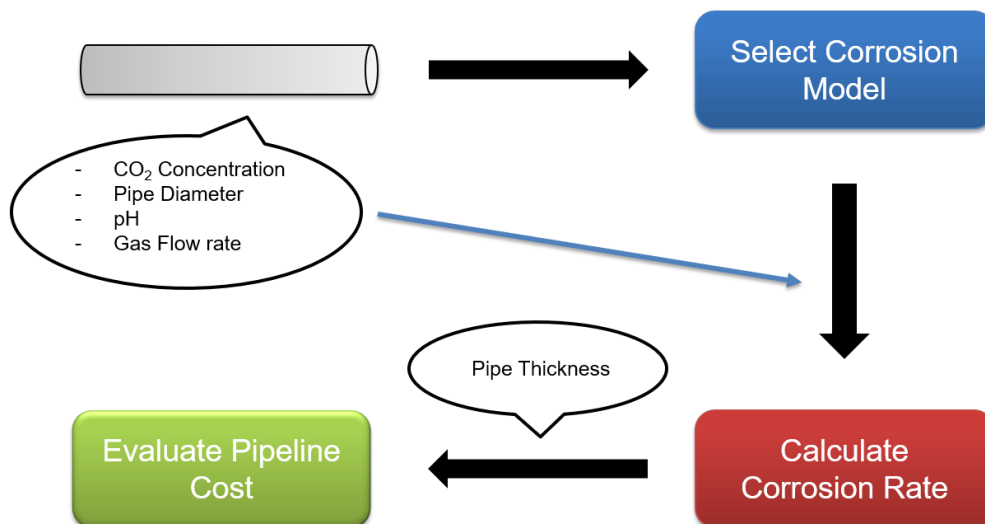 Select Corrosion
Model
- CO₂ Concentration
- Pipe Diameter
- pH
- Gas Flow rate
Pipe Thickness
Evaluate Pipeline
Cost
Calculate
Corrosion Rate